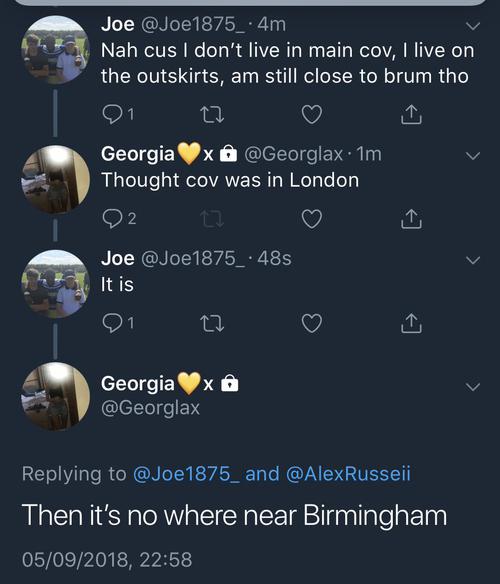 Joe @Joe1875_ · 4m
Nah cus I don't live in main cov, I live on
the outskirts, am still close to brum tho
1
Georgia💛x 🔒 @Georglax · 1m
Thought cov was in London
2
Joe @Joe1875_ · 48s
It is
1
Georgia💛x 🔒
@Georglax
Replying to @Joe1875_ and @AlexRusseii
Then it's no where near Birmingham
05/09/2018, 22:58